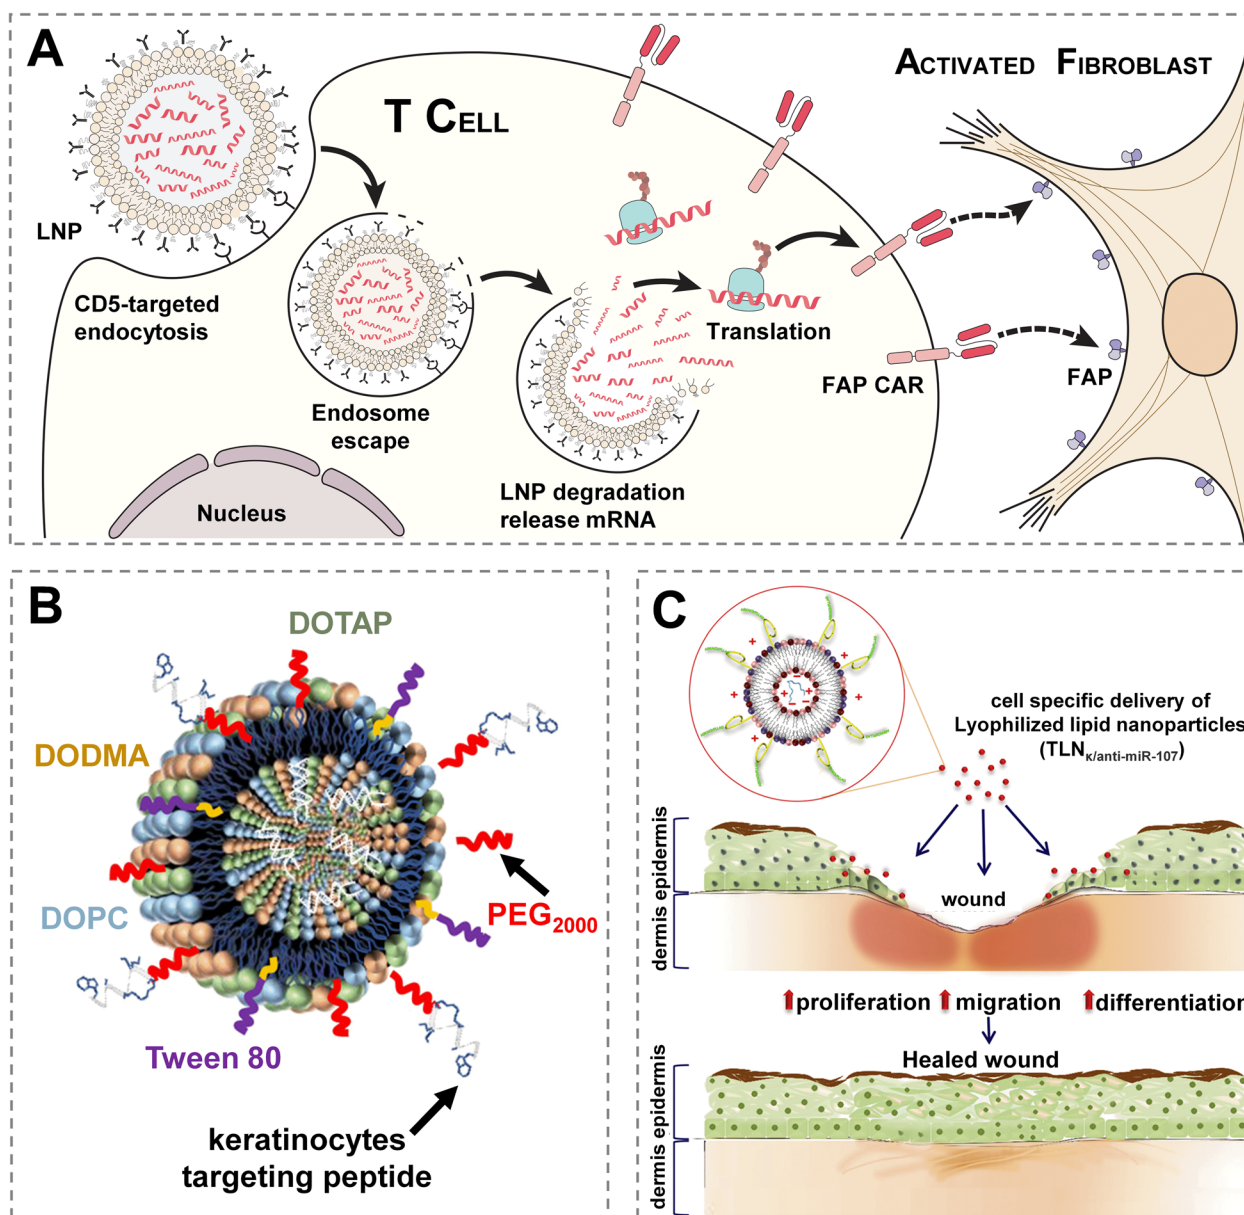 A
T CELL
ACTIVATED FIBROBLAST
LNP
CD5-targeted
endocytosis
Endosome
escape
LNP degradation
release mRNA
Translation
FAP CAR
FAP
Nucleus
B
DOTAP
DODMA
DOPC
PEG2000
Tween 80
keratinocytes
targeting peptide
C
cell specific delivery of
Lyophilized lipid nanoparticles
(TLNκ/anti-miR-107)
dermis epidermis
wound
proliferation migration differentiation
Healed wound
dermis epidermis
+
+
+
+
+
+
+
+
-
-
-